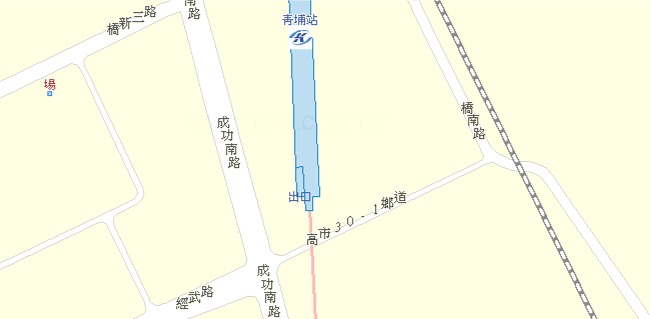 橋新三路
南路
青埔站
場
成功南路
橋南路
出口
高市30-1鄉道
經武路
成功南路